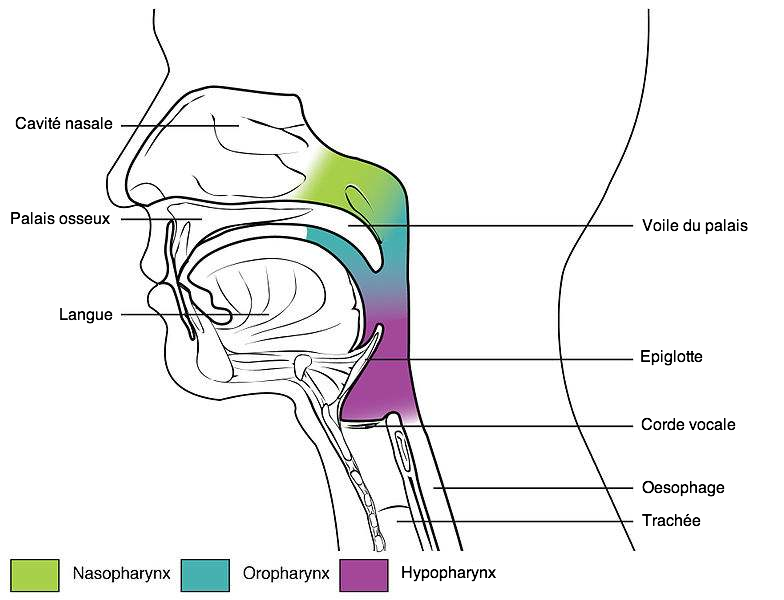 Cavité nasale
Palais osseux
Voile du palais
Langue
Epiglotte
Corde vocale
Oesophage
Trachée
Nasopharynx
Oropharynx
Hypopharynx